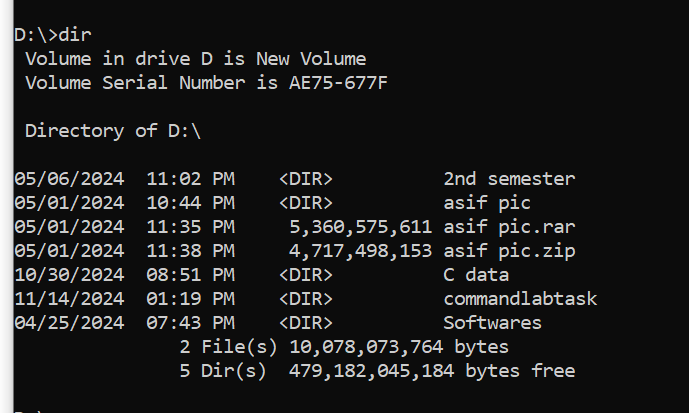 D:\>dir
 Volume in drive D is New Volume
 Volume Serial Number is AE75-677F
 Directory of D:\
05/06/2024  11:02 PM    <DIR>          2nd semester
05/01/2024  10:44 PM    <DIR>          asif pic
05/01/2024  11:35 PM     5,360,575,611 asif pic.rar
05/01/2024  11:38 PM     4,717,498,153 asif pic.zip
10/30/2024  08:51 PM    <DIR>          C data
11/14/2024  01:19 PM    <DIR>          commandlabtask
04/25/2024  07:43 PM    <DIR>          Softwares
               2 File(s) 10,078,073,764 bytes
               5 Dir(s)  479,182,045,184 bytes free